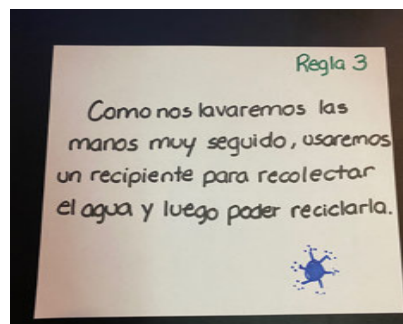 Regla 3
Como nos lavaremos las
manos muy seguido, usaremos
un recipiente para recolectar
el agua y luego poder reciclarla.